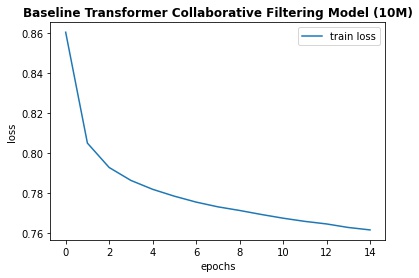 Baseline Transformer Collaborative Filtering Model (10M)
train loss
0.86
0.84
0.82
0.80
0.78
0.76
loss
0 2 4 6 8 10 12 14
epochs